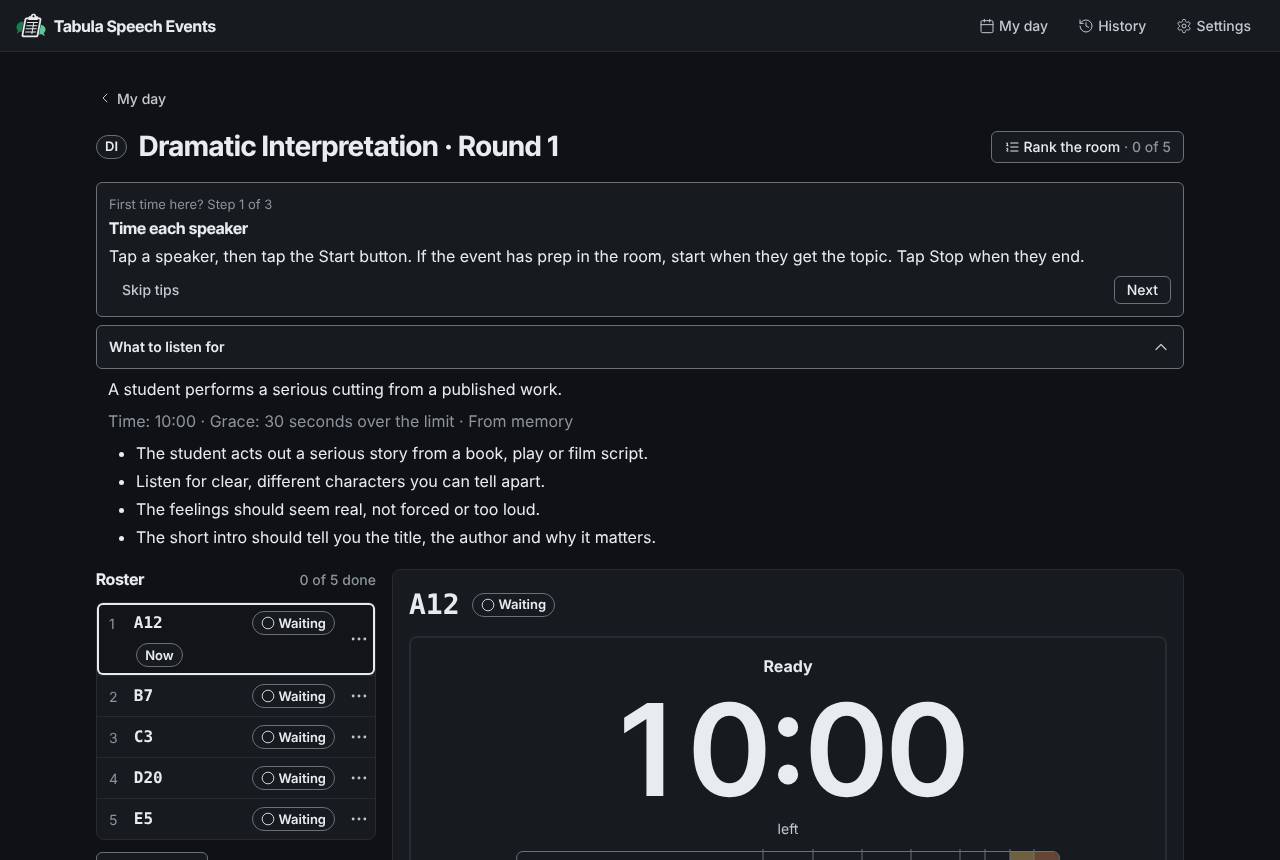 Tabula Speech Events
My day
History
Settings
My day
DI
Dramatic Interpretation · Round 1
Rank the room · 0 of 5
First time here? Step 1 of 3
Time each speaker
Tap a speaker, then tap the Start button. If the event has prep in the room, start when they get the topic. Tap Stop when they end.
Skip tips
Next
What to listen for
A student performs a serious cutting from a published work.
Time: 10:00 · Grace: 30 seconds over the limit · From memory
• The student acts out a serious story from a book, play or film script.
• Listen for clear, different characters you can tell apart.
• The feelings should seem real, not forced or too loud.
• The short intro should tell you the title, the author and why it matters.
Roster
0 of 5 done
1 A12 Waiting
Now
2 B7 Waiting
3 C3 Waiting
4 D20 Waiting
5 E5 Waiting
A12 Waiting
Ready
10:00
left